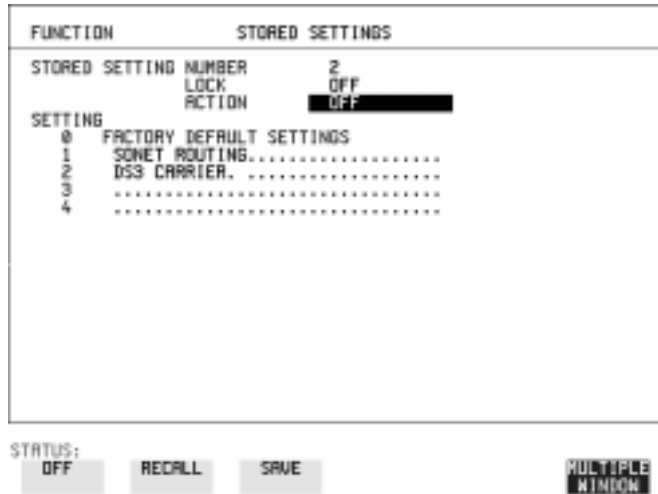 FUNCTION STORED SETTINGS
STORED SETTING NUMBER 2
LOCK OFF
ACTION OFF
SETTING
0 FACTORY DEFAULT SETTINGS
1 SONET ROUTING...................
2 DS3 CARRIER. ...................
3 ................................
4 ................................
STATUS:
OFF RECALL SAVE MULTIPLE
WINDOW